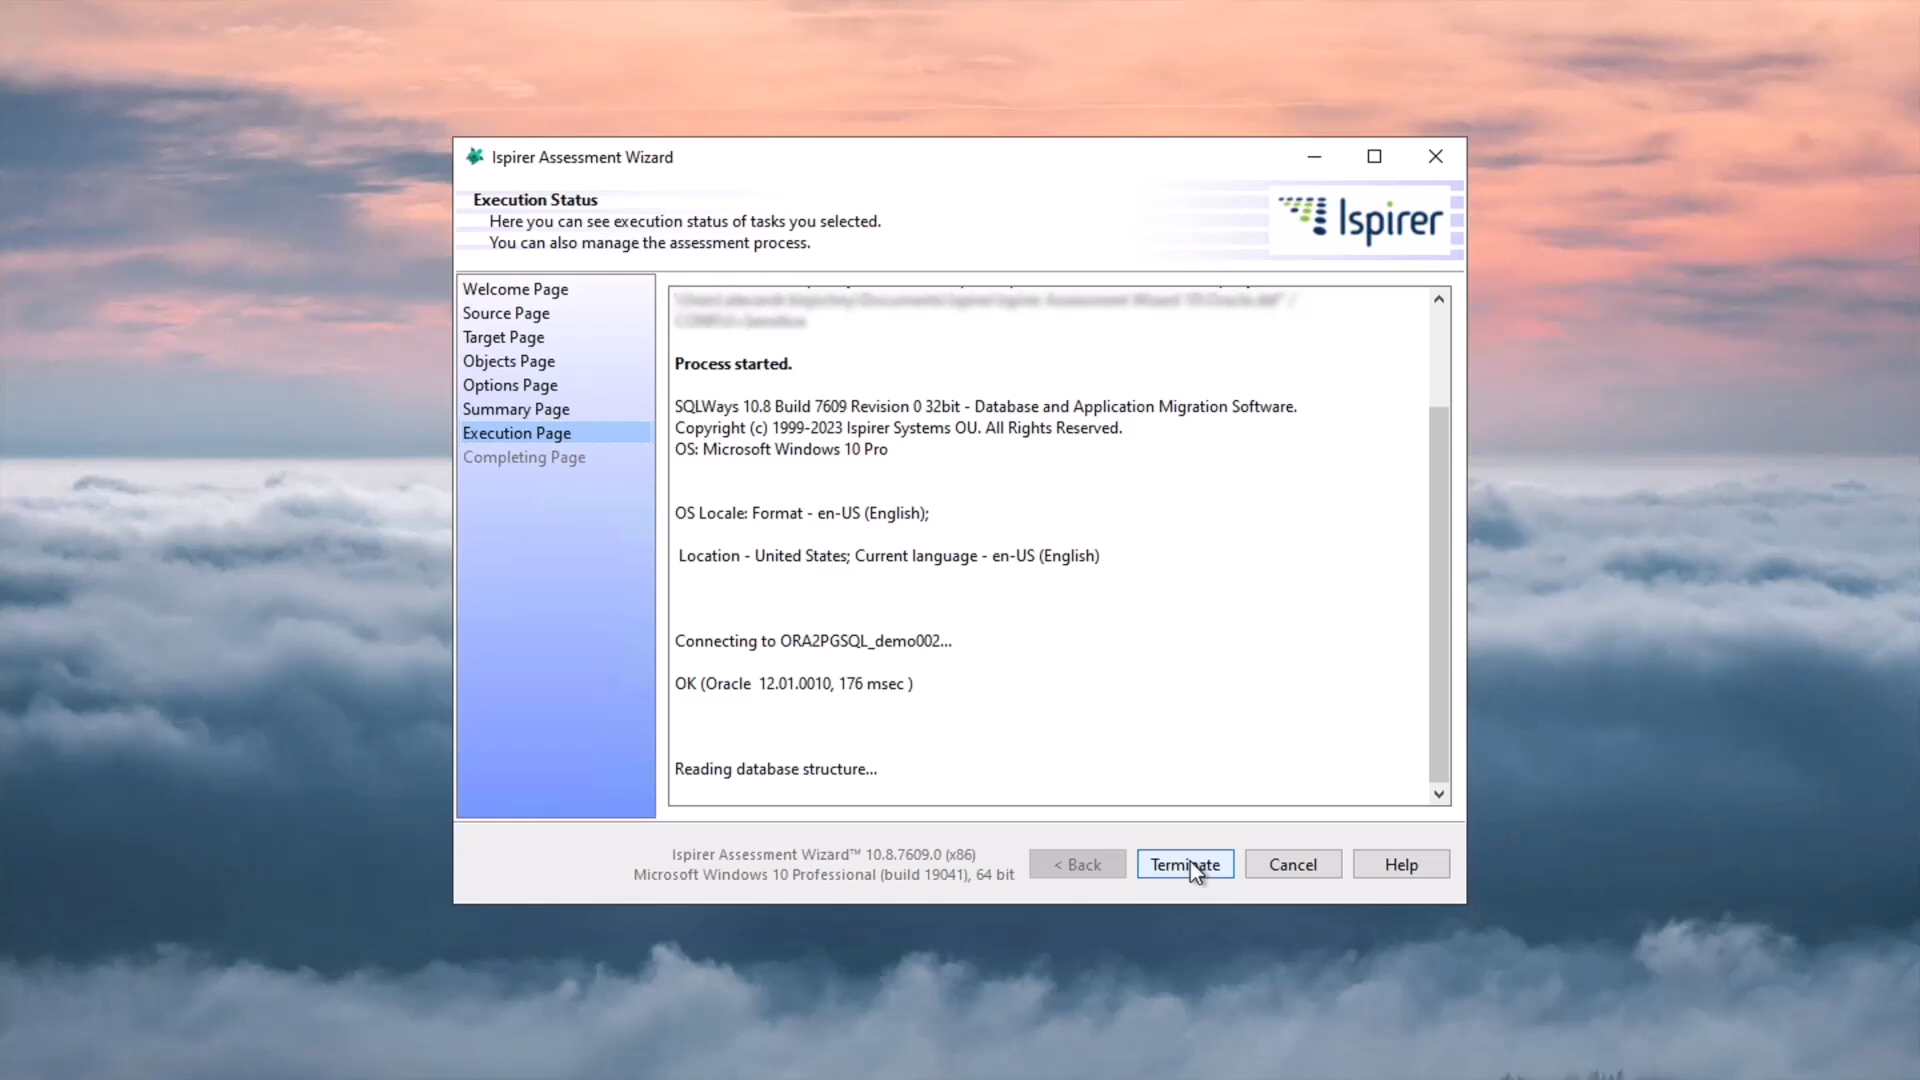 Ispirer Assessment Wizard
Execution Status
Here you can see execution status of tasks you selected.
You can also manage the assessment process.
Ispirer
Welcome Page
Source Page
Target Page
Objects Page
Options Page
Summary Page
Execution Page
Completing Page
Process started.
SQLWays 10.8 Build 7609 Revision 0 32bit - Database and Application Migration Software.
Copyright (c) 1999-2023 Ispirer Systems OU. All Rights Reserved.
OS: Microsoft Windows 10 Pro
OS Locale: Format - en-US (English);
Location - United States; Current language - en-US (English)
Connecting to ORA2PGSQL_demo002...
OK (Oracle 12.01.0010, 176 msec )
Reading database structure...
Ispirer Assessment Wizard™ 10.8.7609.0 (x86)
Microsoft Windows 10 Professional (build 19041), 64 bit
< Back
Terminate
Cancel
Help